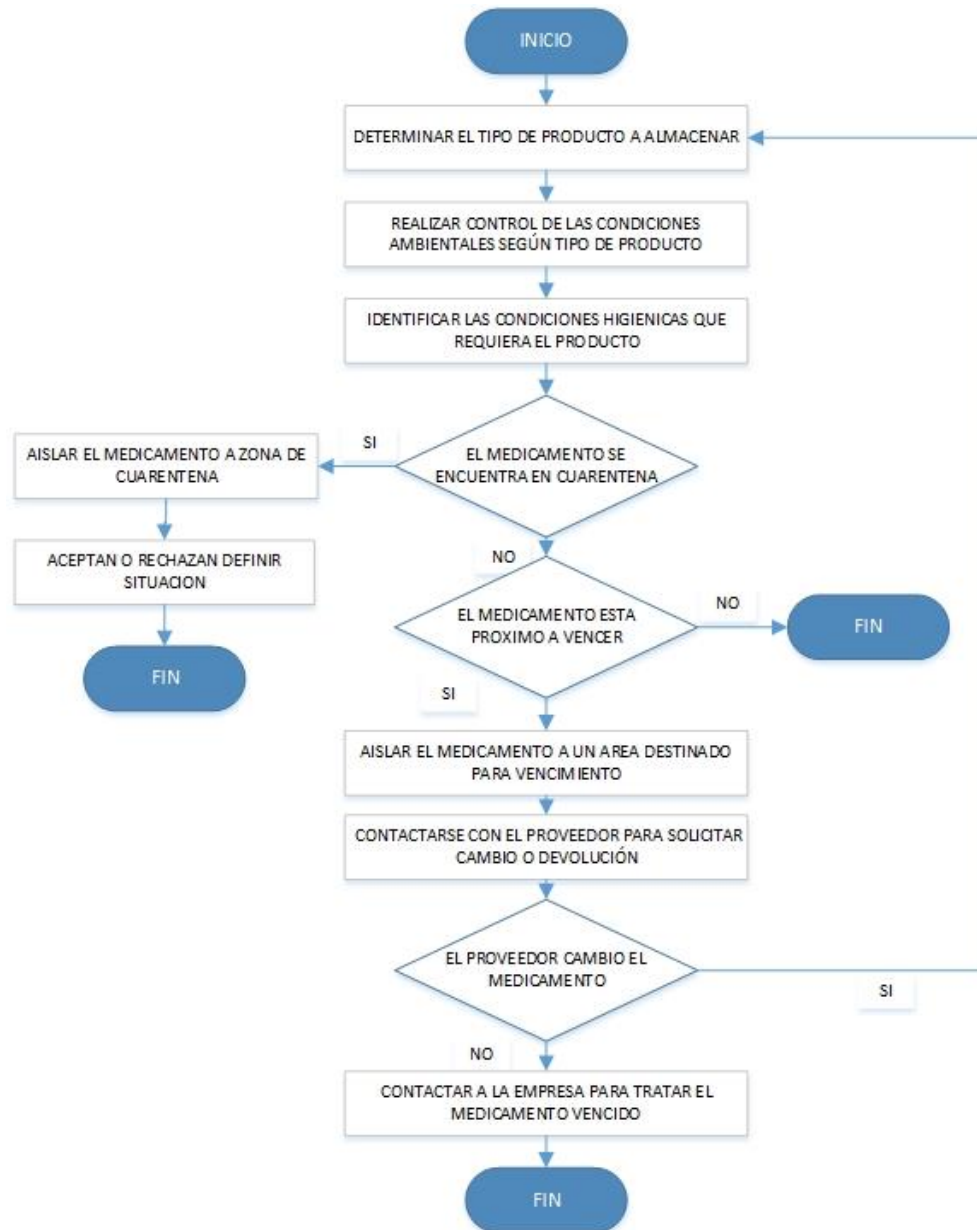 INICIO
DETERMINAR EL TIPO DE PRODUCTO A ALMACENAR
REALIZAR CONTROL DE LAS CONDICIONES
AMBIENTALES SEGÚN TIPO DE PRODUCTO
IDENTIFICAR LAS CONDICIONES HIGIENICAS QUE
REQUIERA EL PRODUCTO
EL MEDICAMENTO SE
ENCUENTRA EN CUARENTENA
SI
AISLAR EL MEDICAMENTO A ZONA DE
CUARENTENA
ACEPTAN O RECHAZAN DEFINIR
SITUACION
FIN
NO
EL MEDICAMENTO ESTA
PROXIMO A VENCER
NO
FIN
SI
AISLAR EL MEDICAMENTO A UN AREA DESTINADO
PARA VENCIMIENTO
CONTACTARSE CON EL PROVEEDOR PARA SOLICITAR
CAMBIO O DEVOLUCIÓN
EL PROVEEDOR CAMBIO EL
MEDICAMENTO
SI
NO
CONTACTAR A LA EMPRESA PARA TRATAR EL
MEDICAMENTO VENCIDO
FIN